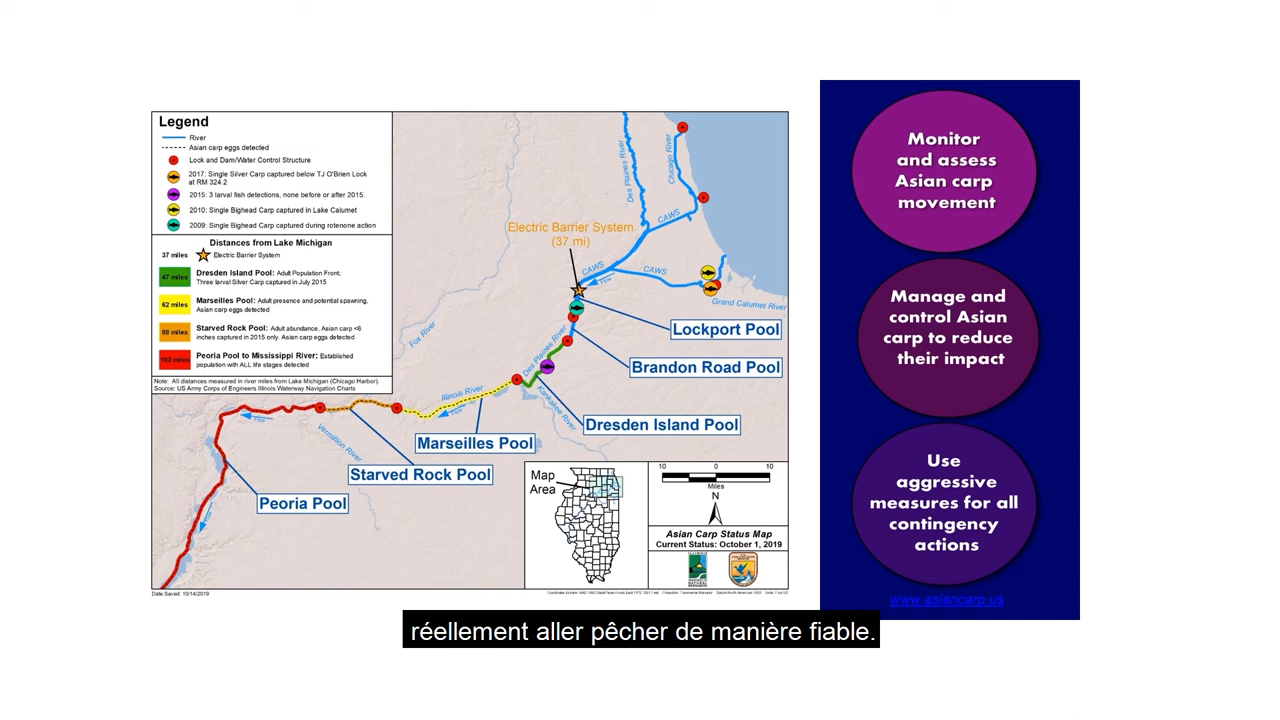 Legend
River
Asian carp eggs detected
Lock and Dam/Water Control Structure
2017: Single Silver Carp captured below TJ O'Brien Lock
at RM 324.2
2015: 3 larval fish detections, none before or after 2015.
2010: Single Bighead Carp captured in Lake Calumet
2009: Single Bighead Carp captured during rotenone action
Distances from Lake Michigan
37 miles
Electric Barrier System
47 miles
Dresden Island Pool: Adult Population Front;
Three larval Silver Carp captured in July 2015
62 miles
Marseilles Pool: Adult presence and potential spawning,
Asian carp eggs detected
88 miles
Starved Rock Pool: Adult abundance, Asian carp <6
inches captured in 2015 only. Asian carp eggs detected
102 miles
Peoria Pool to Mississippi River: Established
population with ALL life stages detected
Note: All distances measured in river miles from Lake Michigan (Chicago Harbor).
Source: US Army Corps of Engineers Illinois Waterway Navigation Charts
Des Plaines River
Chicago River
CAWS
Electric Barrier System
(37 mi)
CAWS
Flow
CAWS
Grand Calumet River
Fox River
Lockport Pool
Des Plaines River
Brandon Road Pool
Illinois River
Flow
Kankakee River
Dresden Island Pool
Flow
Vermillion River
Marseilles Pool
Starved Rock Pool
Peoria Pool
Flow
Map
Area
10 0 10
Miles
N
Asian Carp Status Map
Current Status: October 1, 2019
ILLINOIS
Date Saved: 10/14/2019
Monitor
and assess
Asian carp
movement
Manage and
control Asian
carp to reduce
their impact
Use
aggressive
measures for all
contingency
actions
www.asiancarp.us
réellement aller pêcher de manière fiable.